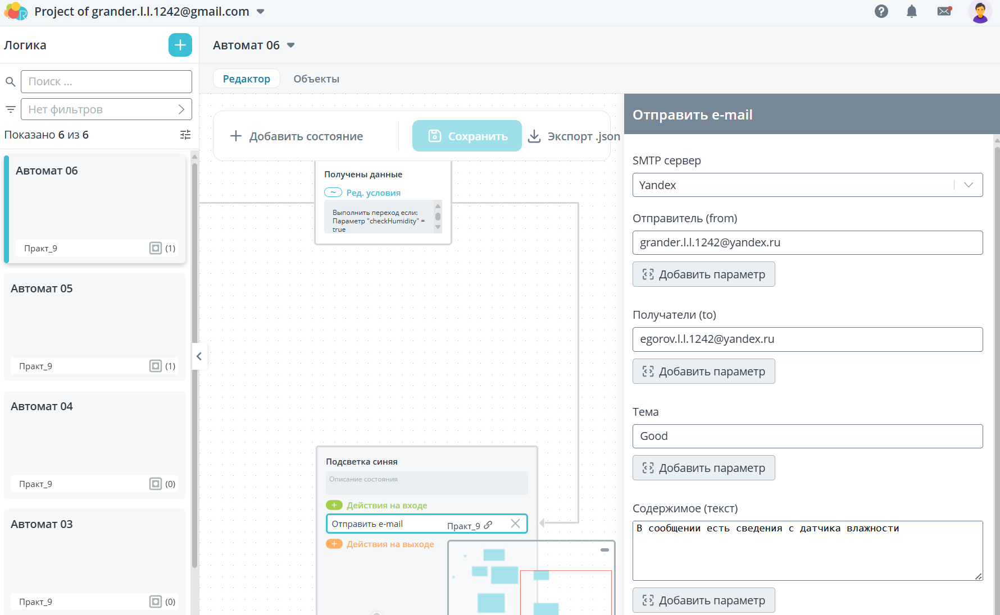 Project of grander.l.l.1242@gmail.com
Логика
Поиск ...
Нет фильтров
Показано 6 из 6
Автомат 06
Практ_9 (1)
Автомат 05
Практ_9 (1)
Автомат 04
Практ_9 (0)
Автомат 03
Практ_9 (0)
Автомат 06
Редактор Объекты
Добавить состояние Сохранить Экспорт .json
Получены данные
~ Ред. условия
Выполнить переход если:
Параметр "checkHumidity" =
true
Подсветка синяя
Описание состояния
Действия на входе
Отправить e-mail Практ_9
Действия на выходе
Отправить e-mail
SMTP сервер
Yandex
Отправитель (from)
grander.l.l.1242@yandex.ru
Добавить параметр
Получатели (to)
egorov.l.l.1242@yandex.ru
Добавить параметр
Тема
Good
Добавить параметр
Содержимое (текст)
В сообщении есть сведения с датчика влажности
Добавить параметр